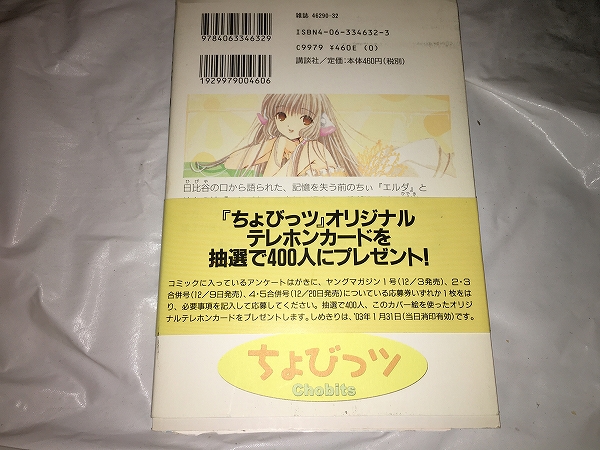 雑誌 46290-32
9784063346329
ISBN4-06-334632-3
C9979 ¥460E (0)
講談社／定価：本体460円(税別)
1929979004606
ひびや
日比谷の口から語られた、記憶を失う前のちぃ『エルダ』と
『ちょびっツ』オリジナル
テレホンカードを
抽選で400人にプレゼント!
コミックに入っているアンケートはがきに、ヤングマガジン1号(12/3発売)、2・3
合併号(12/9日発売)、4・5合併号(12/20日発売)についている応募券いずれか1枚をは
り、必要事項を記入して応募してください。抽選で400人、このカバー絵を使ったオリジ
ナルテレホンカードをプレゼントします。しめきりは、'03年1月31日(当日消印有効)です。
ちょびっツ
Chobits